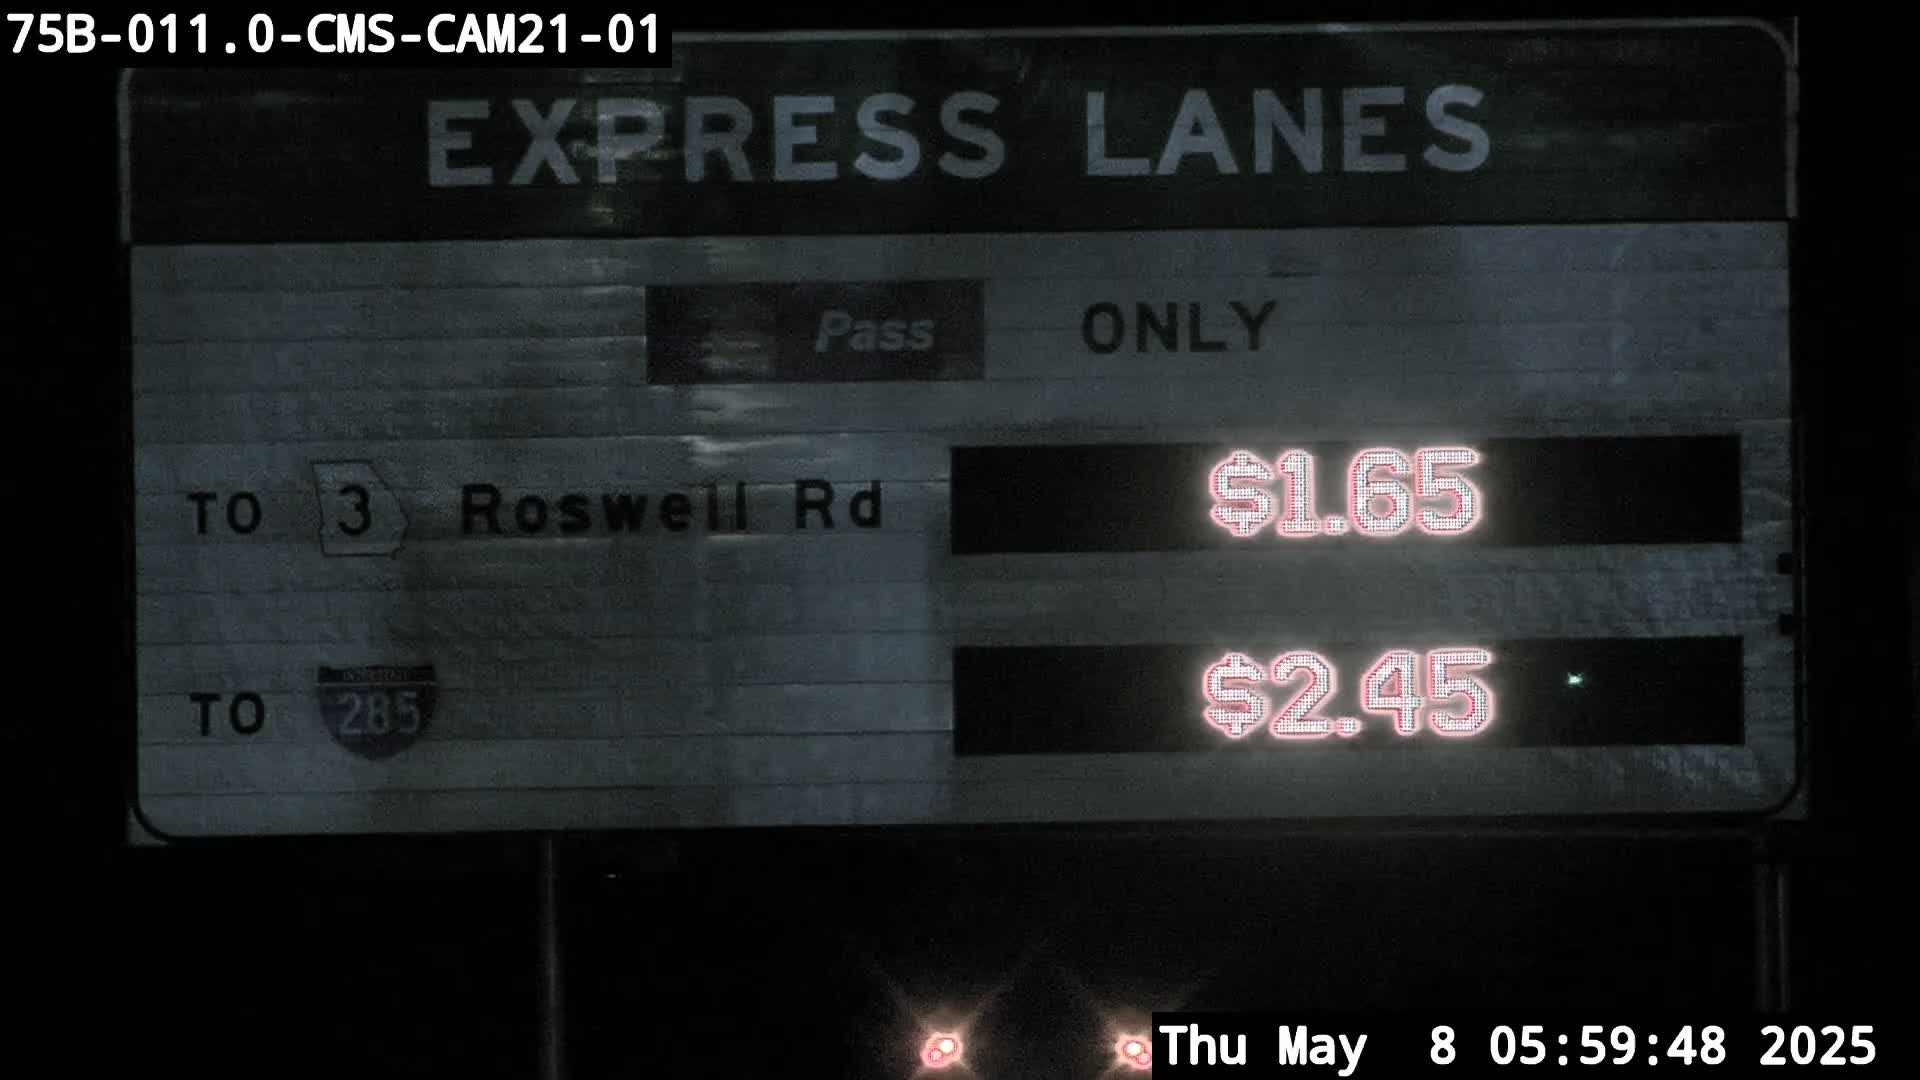 75B-011.0-CMS-CAM21-01
EXPRESS LANES
Pass ONLY
TO 3 Roswell Rd $1.65
TO INTERSTATE 285 $2.45
Thu May 8 05:59:48 2025